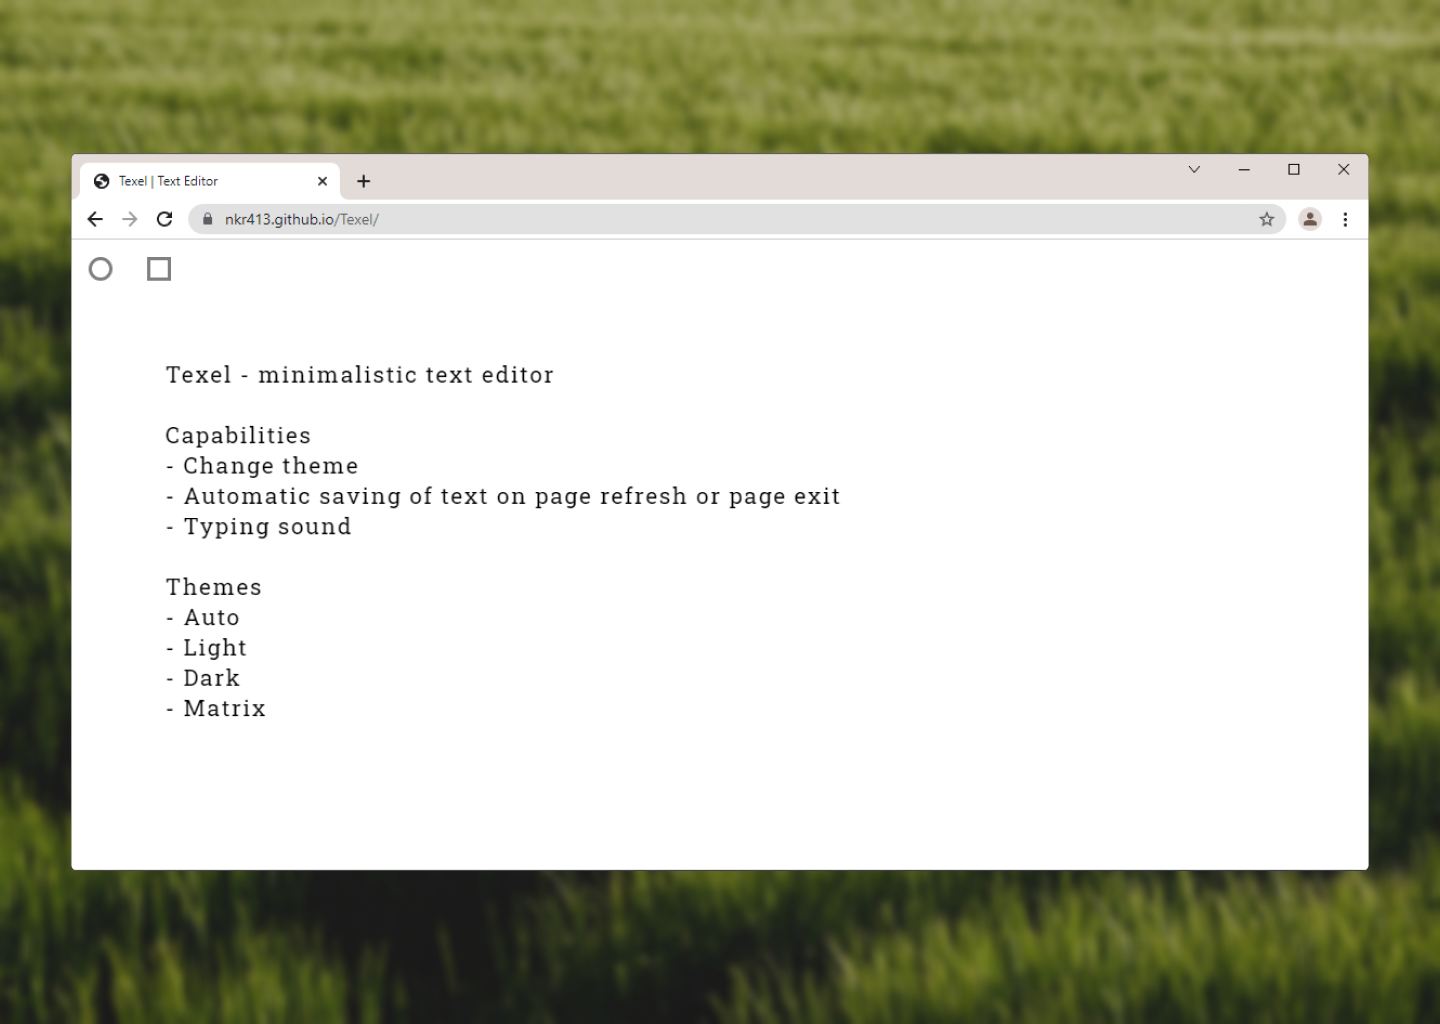 Texel | Text Editor
nkr413.github.io/Texel/
Texel - minimalistic text editor
Capabilities
- Change theme
- Automatic saving of text on page refresh or page exit
- Typing sound
Themes
- Auto
- Light
- Dark
- Matrix